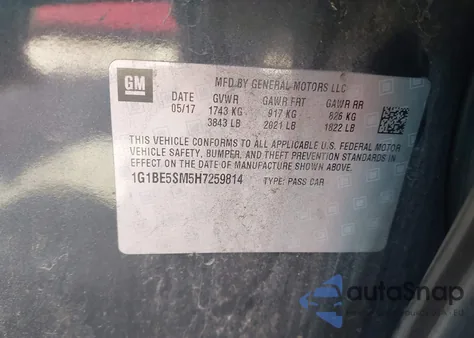 GM
MFD BY GENERAL MOTORS LLC
DATE GVWR GAWR FRT GAWR RR
05/17 1743 KG 917 KG 826 KG
3843 LB 2021 LB 1822 LB
THIS VEHICLE CONFORMS TO ALL APPLICABLE U.S. FEDERAL MOTOR
VEHICLE SAFETY, BUMPER, AND THEFT PREVENTION STANDARDS IN
EFFECT ON THE DATE OF MANUFACTURE SHOWN ABOVE.
1G1BE5SM5H7259814 TYPE: PASS CAR
autoSnap